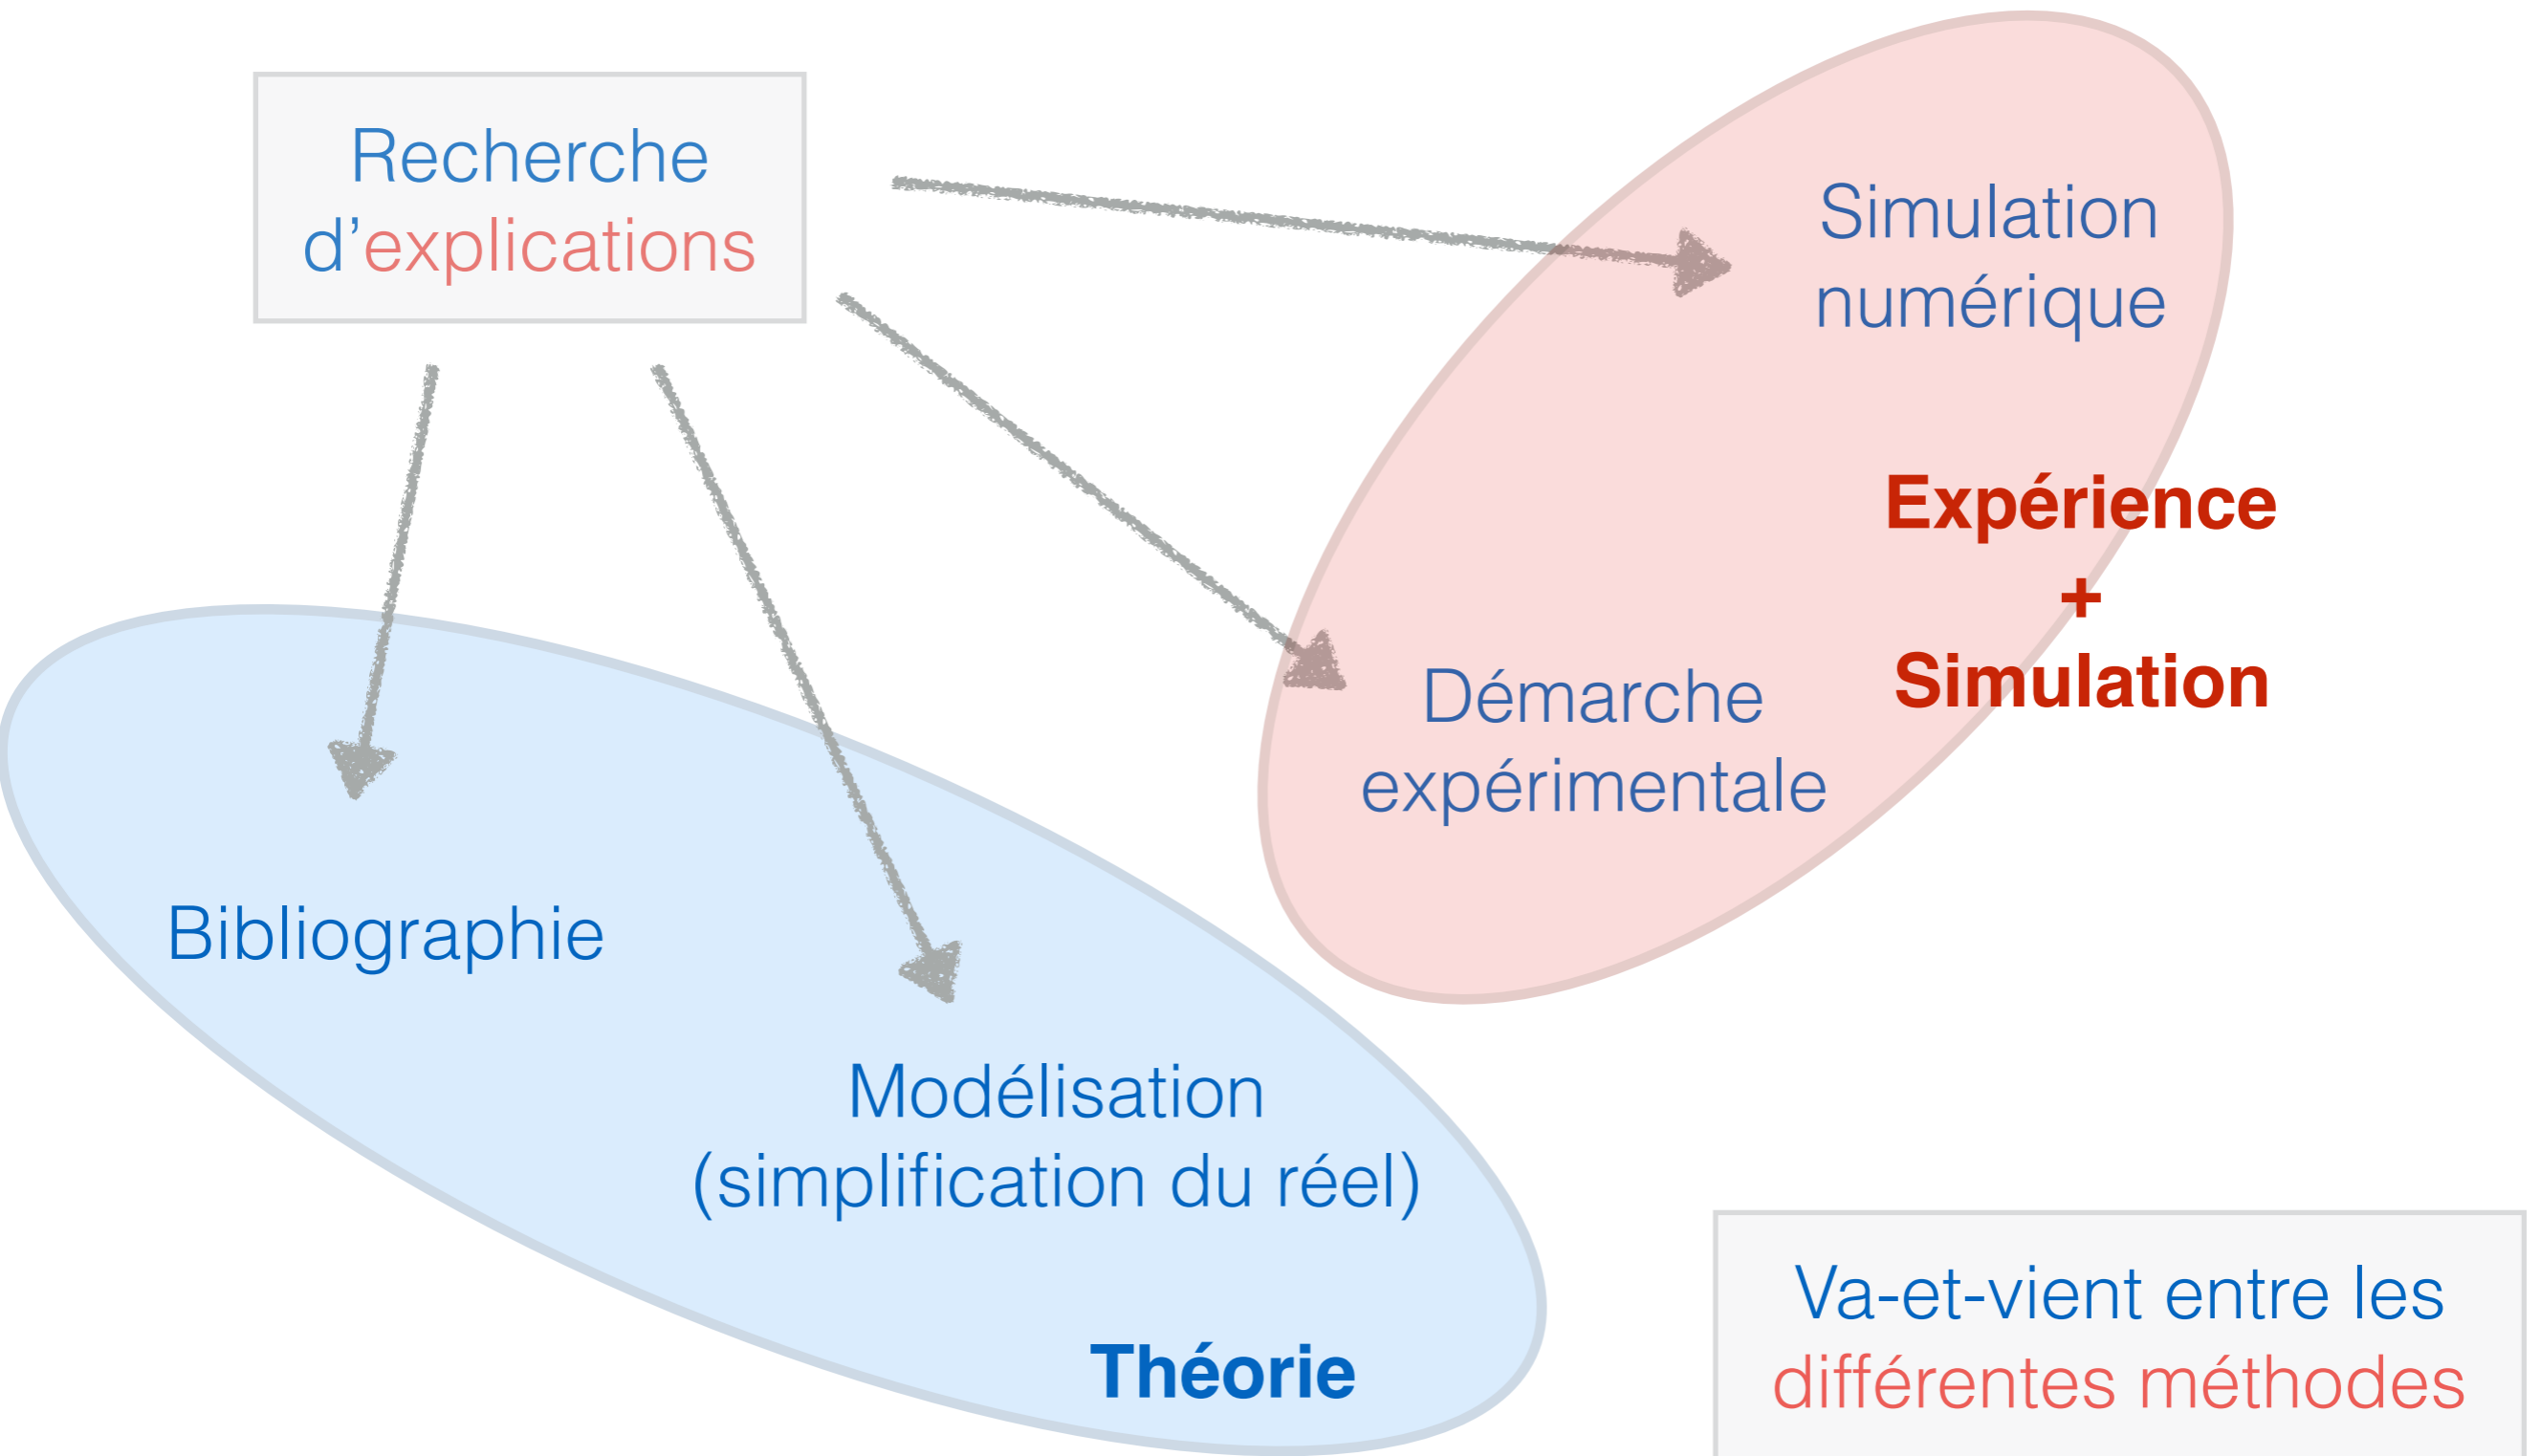 Recherche
d’explications
Simulation
numérique
Expérience
+
Simulation
Démarche
expérimentale
Bibliographie
Modélisation
(simplification du réel)
Théorie
Va-et-vient entre les
différentes méthodes